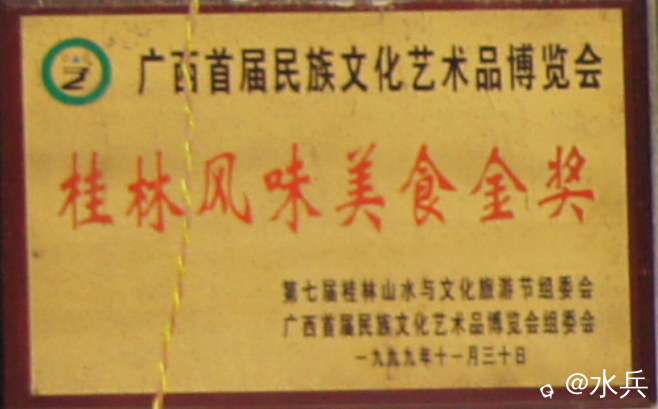 广西首届民族文化艺术品博览会
桂林风味美食金奖
第七届桂林山水与文化旅游节组委会
广西首届民族文化艺术品博览会组委会
一九九九年十一月三十日
@水兵